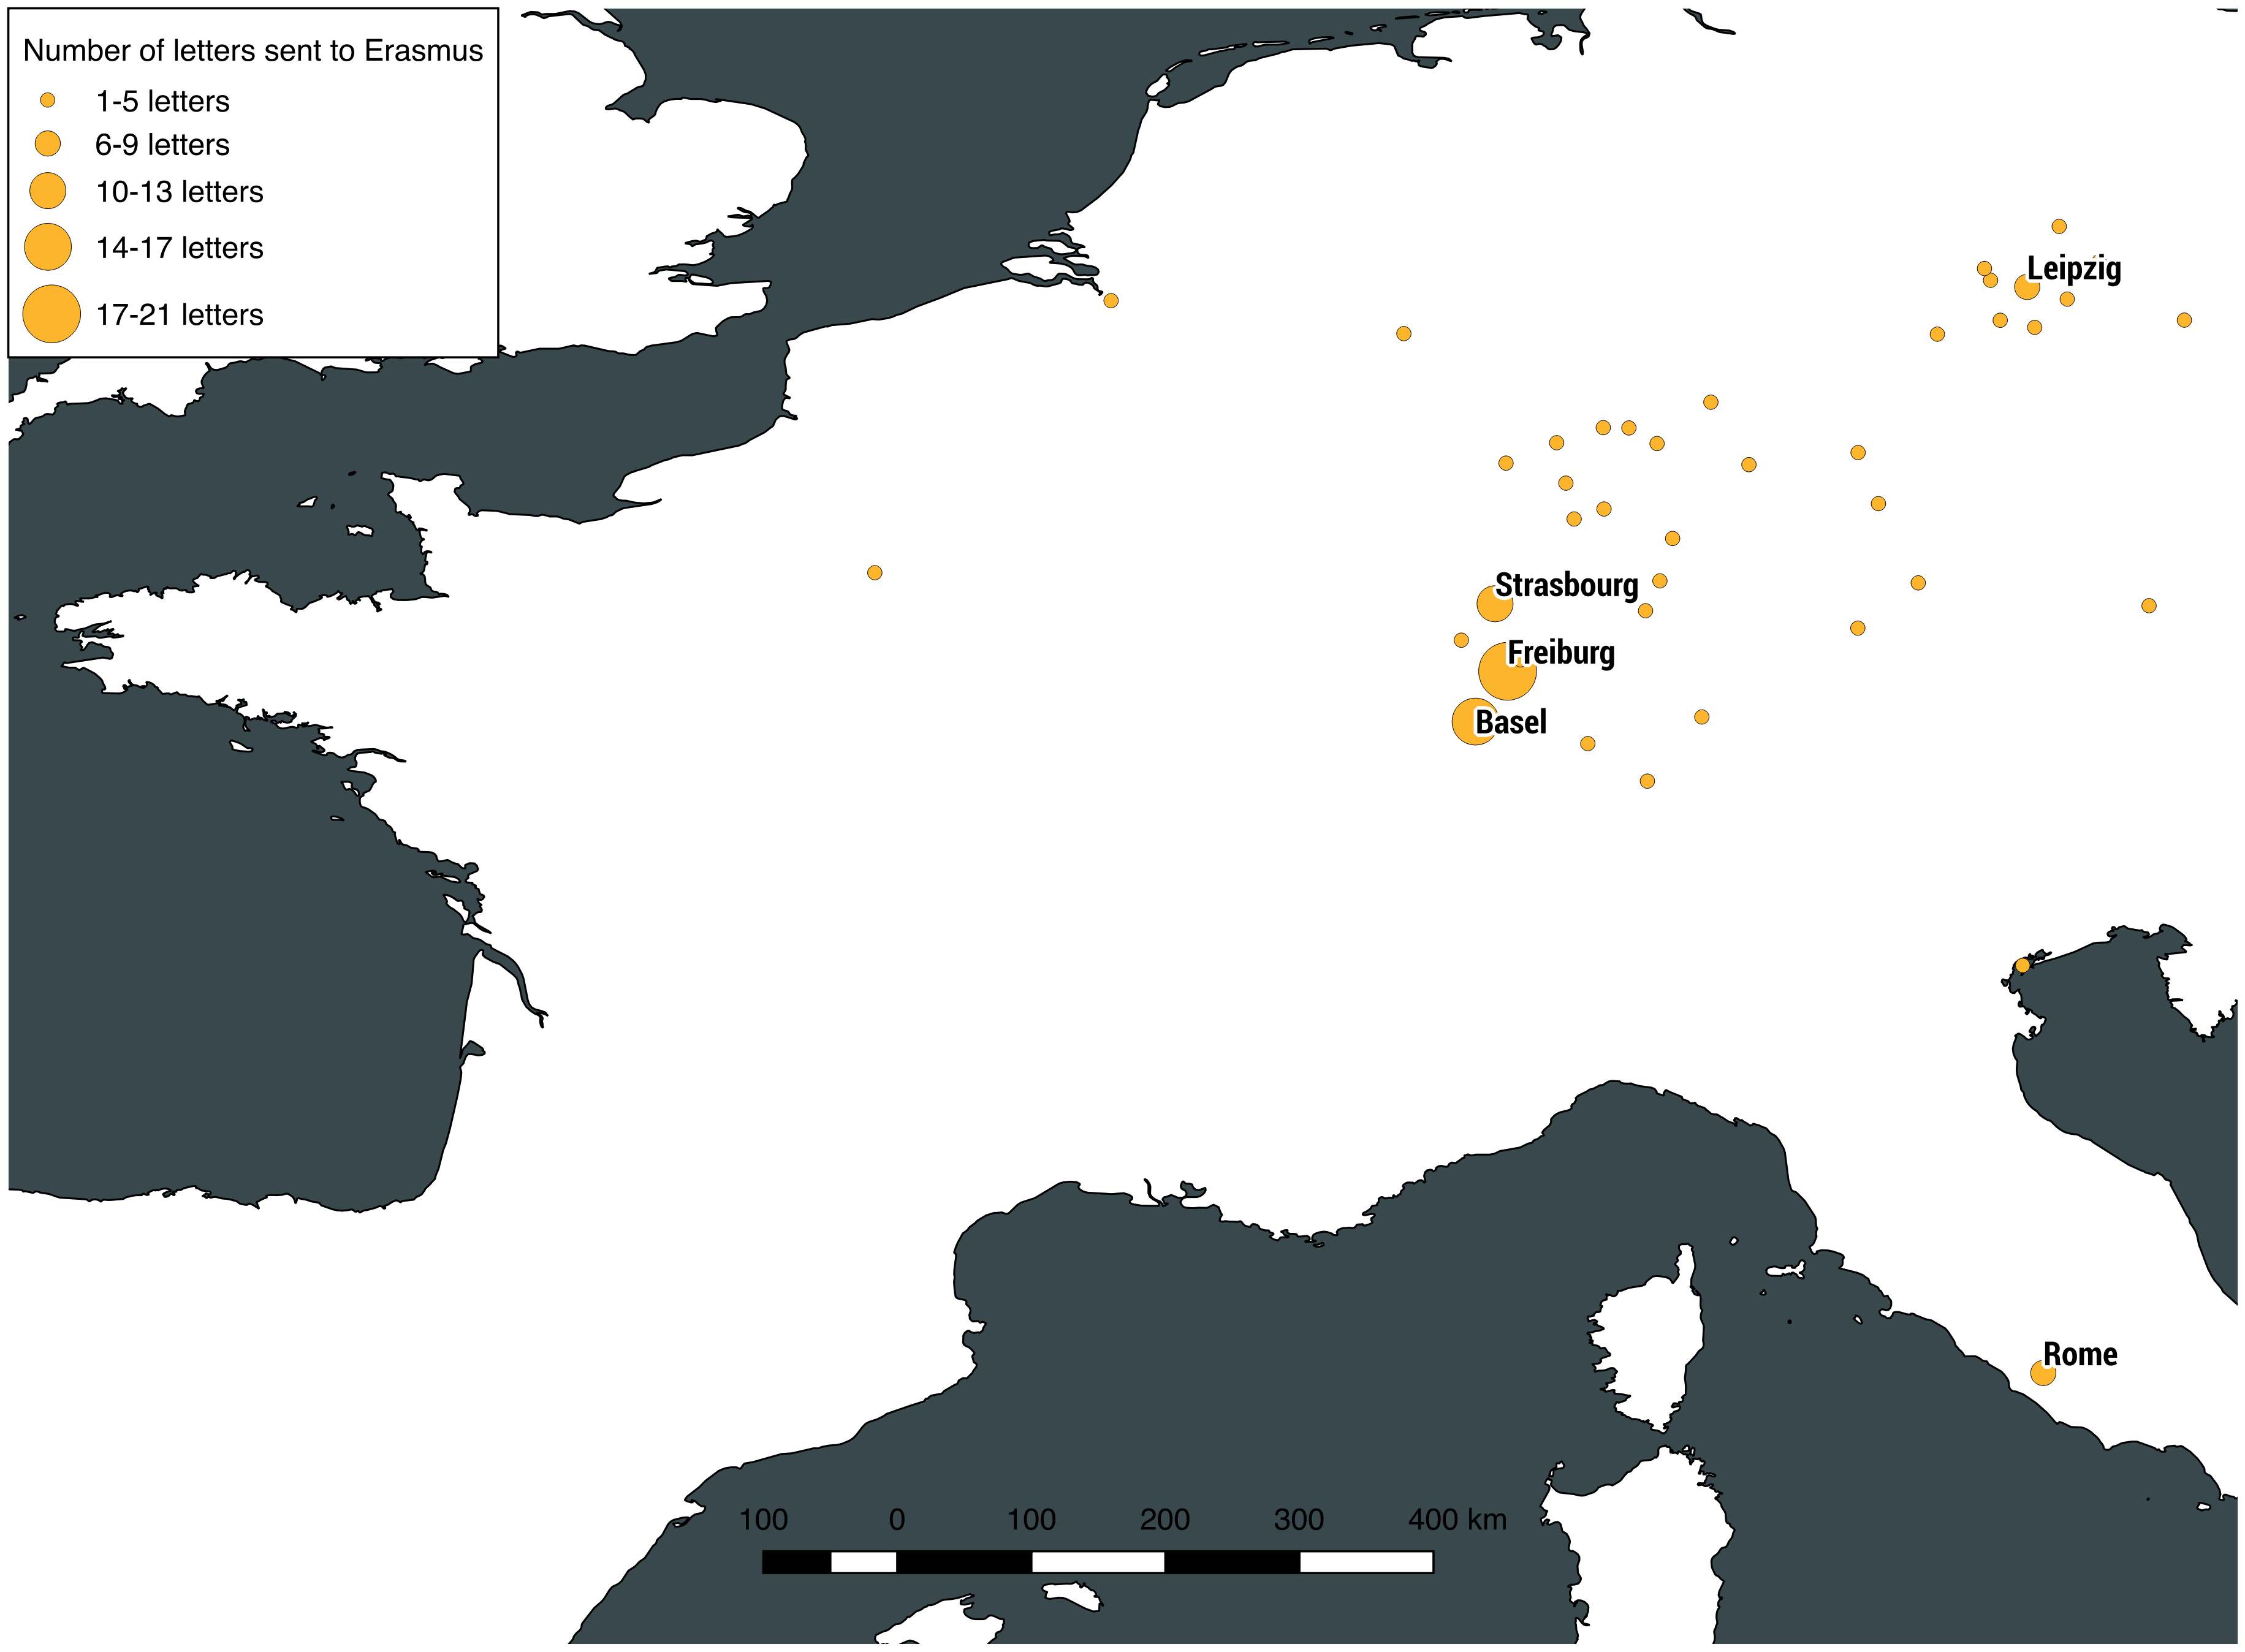 Number of letters sent to Erasmus
1-5 letters
6-9 letters
10-13 letters
14-17 letters
17-21 letters
Leipzig
Strasbourg
Freiburg
Basel
Rome
100 0 100 200 300 400 km